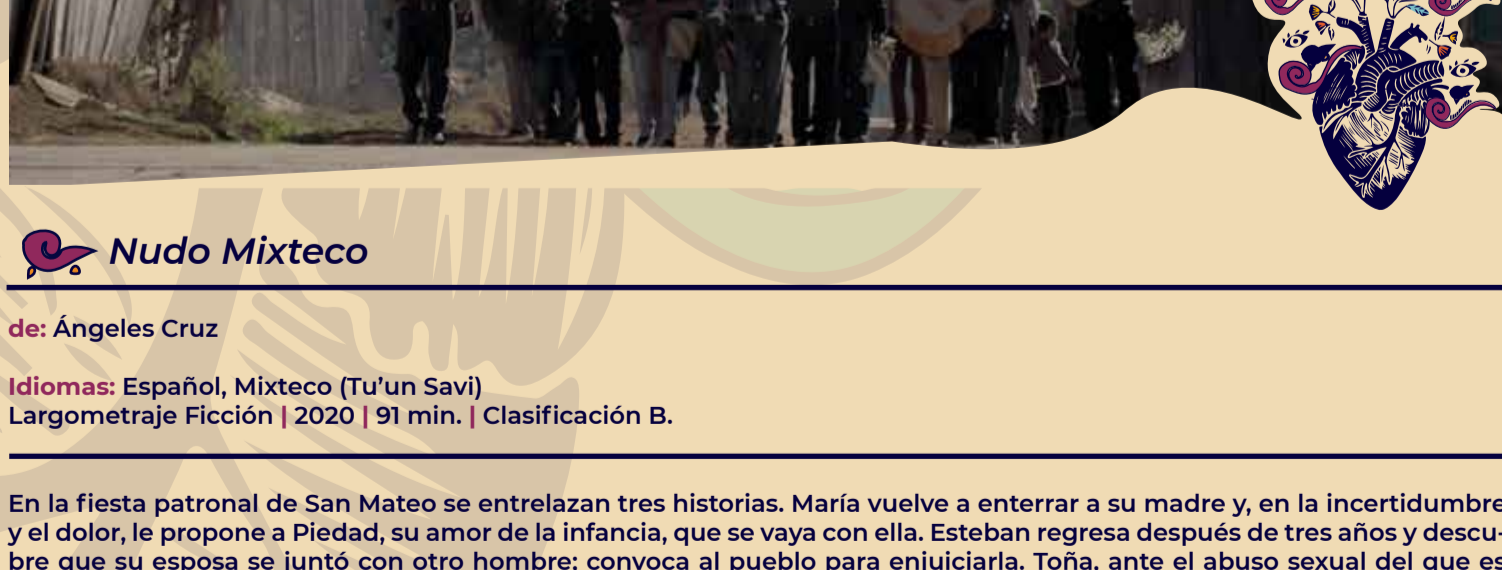 Nudo Mixteco
de: Ángeles Cruz
Idiomas: Español, Mixteco (Tu’un Savi)
Largometraje Ficción | 2020 | 91 min. | Clasificación B.
En la fiesta patronal de San Mateo se entrelazan tres historias. María vuelve a enterrar a su madre y, en la incertidumbre
y el dolor, le propone a Piedad, su amor de la infancia, que se vaya con ella. Esteban regresa después de tres años y descu-
bre que su esposa se juntó con otro hombre; convoca al pueblo para enjuiciarla. Toña, ante el abuso sexual del que es